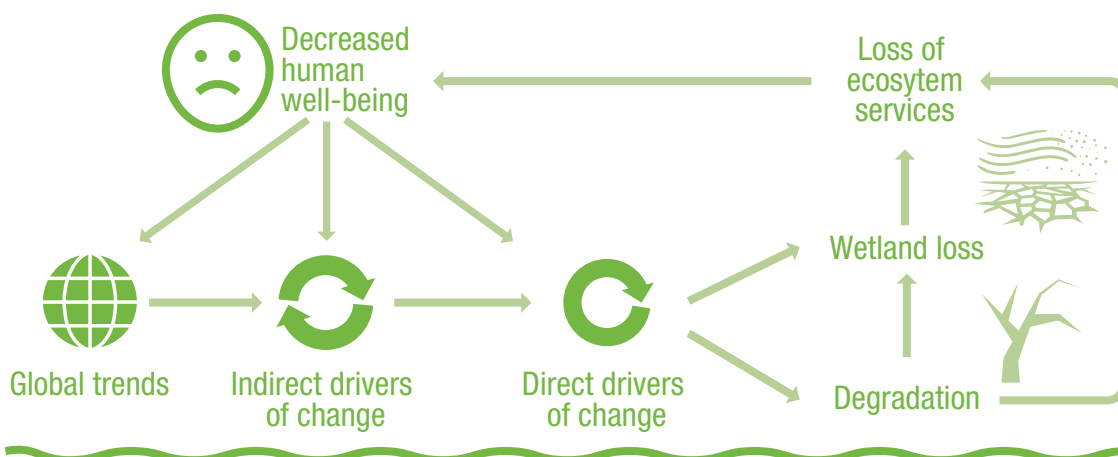 Decreased
human
well-being
Loss of
ecosytem
services
Wetland loss
Global trends
Indirect drivers
of change
Direct drivers
of change
Degradation